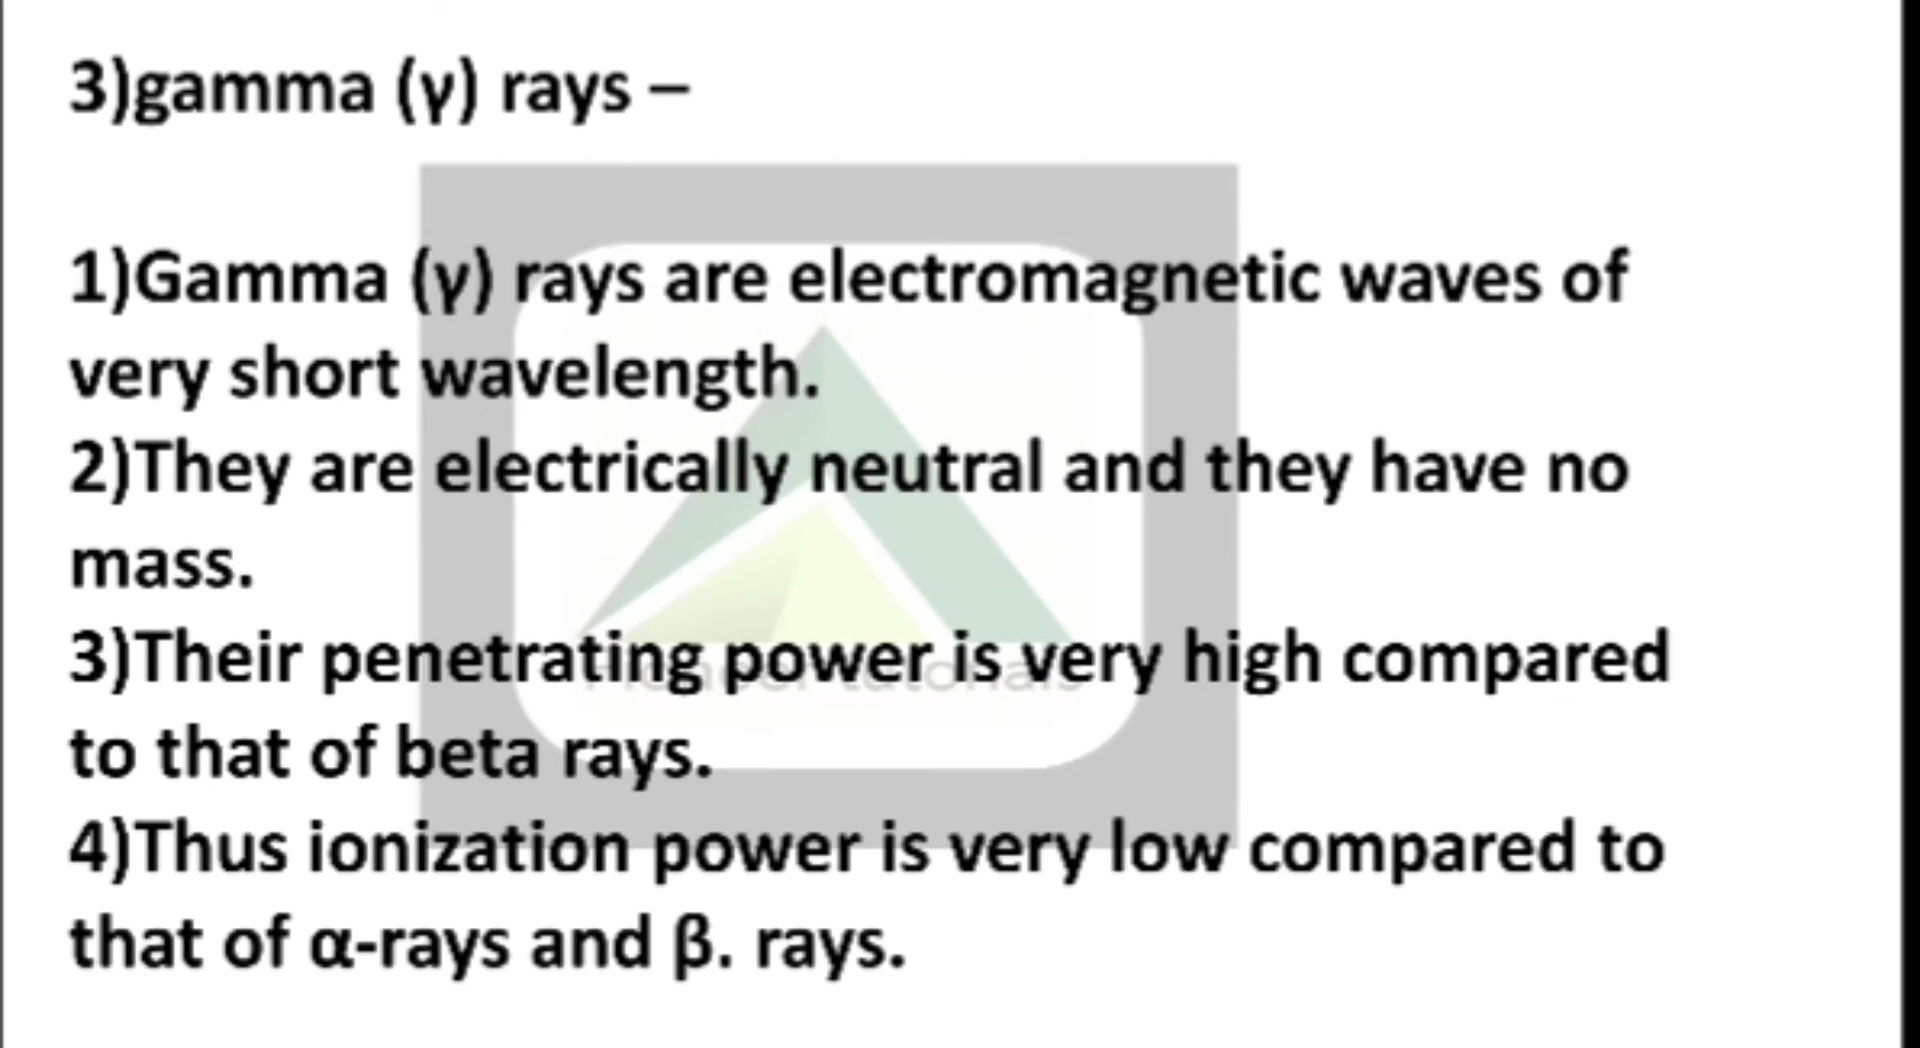 3)gamma (γ) rays –
1)Gamma (γ) rays are electromagnetic waves of
very short wavelength.
2)They are electrically neutral and they have no
mass.
3)Their penetrating power is very high compared
to that of beta rays.
4)Thus ionization power is very low compared to
that of α-rays and β. rays.